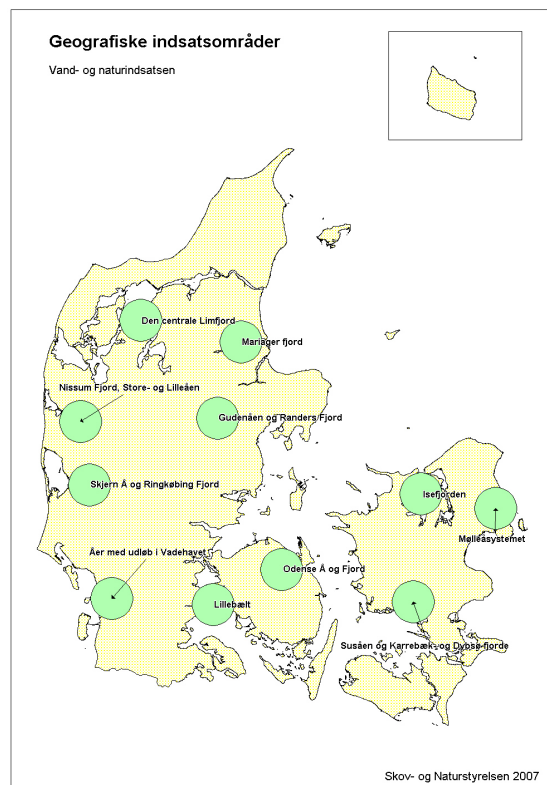 Geografiske indsatsområder
Vand- og naturindsatsen
Den centrale Limfjord
Mariager fjord
Nissum Fjord, Store- og Lilleåen
Gudenåen og Randers Fjord
Skjern Å og Ringkøbing Fjord
Isefjorden
Mølleåsystemet
Åer med udløb i Vadehavet
Odense Å og Fjord
Lillebælt
Susåen og Karrebæk- og Dybsø-fjorde
Skov- og Naturstyrelsen 2007